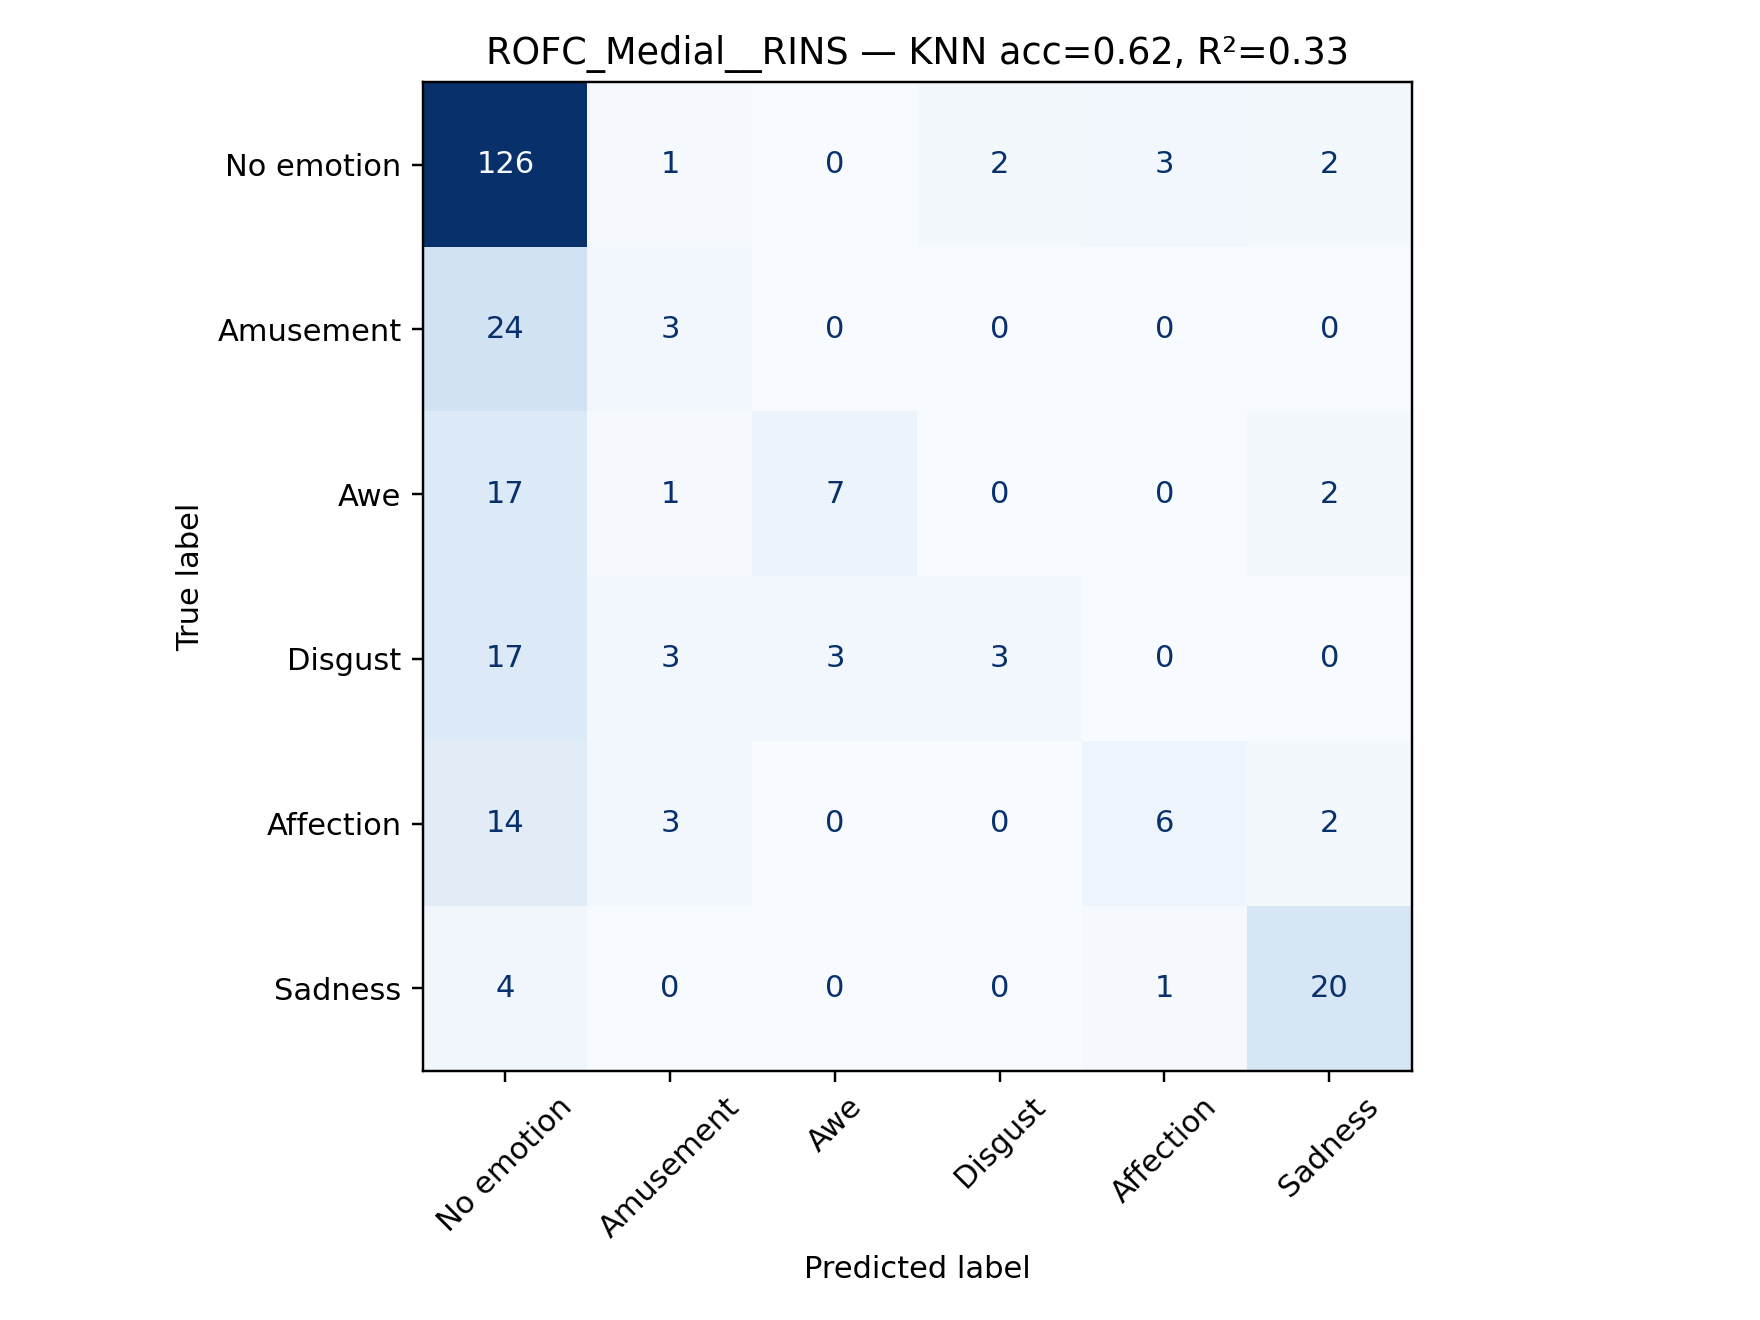 ROFC_Medial__RINS — KNN acc=0.62, R²=0.33
No emotion 126 1 0 2 3 2
Amusement 24 3 0 0 0 0
Awe 17 1 7 0 0 2
Disgust 17 3 3 3 0 0
Affection 14 3 0 0 6 2
Sadness 4 0 0 0 1 20
True label
No emotion Amusement Awe Disgust Affection Sadness
Predicted label